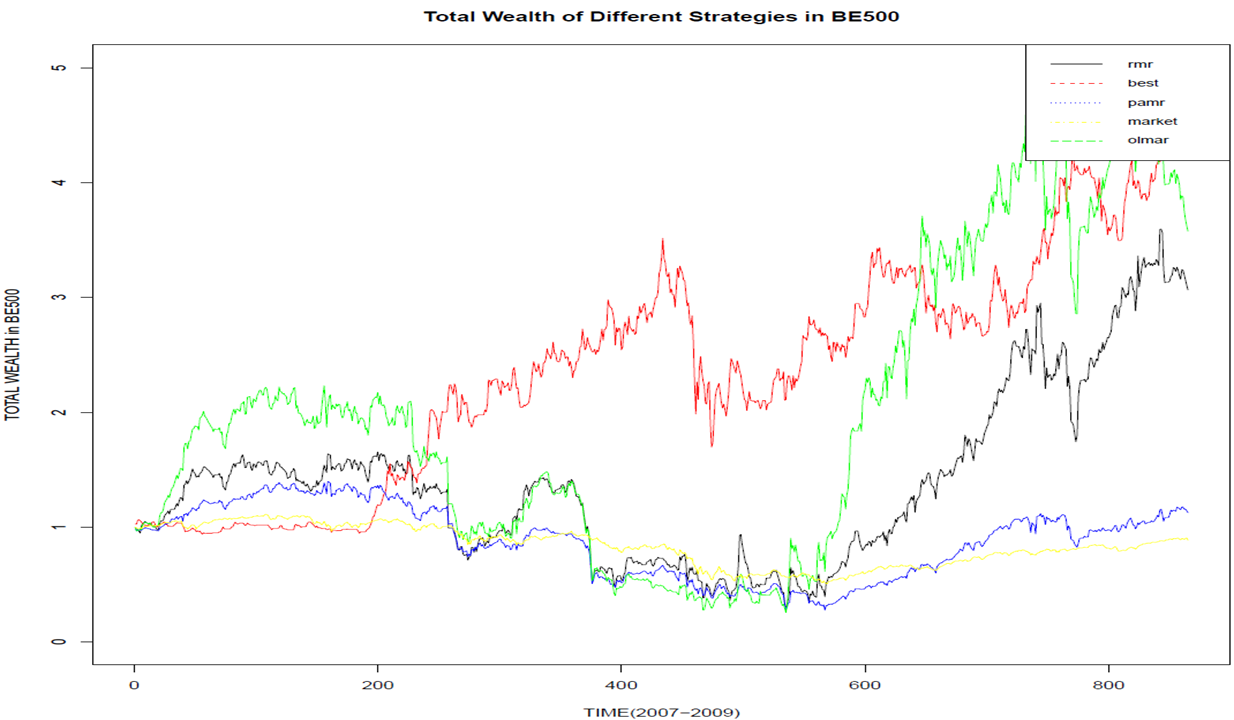 Total Wealth of Different Strategies in BE500
TOTAL WEALTH in BE500
5
4
3
2
1
0
rmr
best
pamr
market
olmar
0 200 400 600 800
TIME(2007-2009)